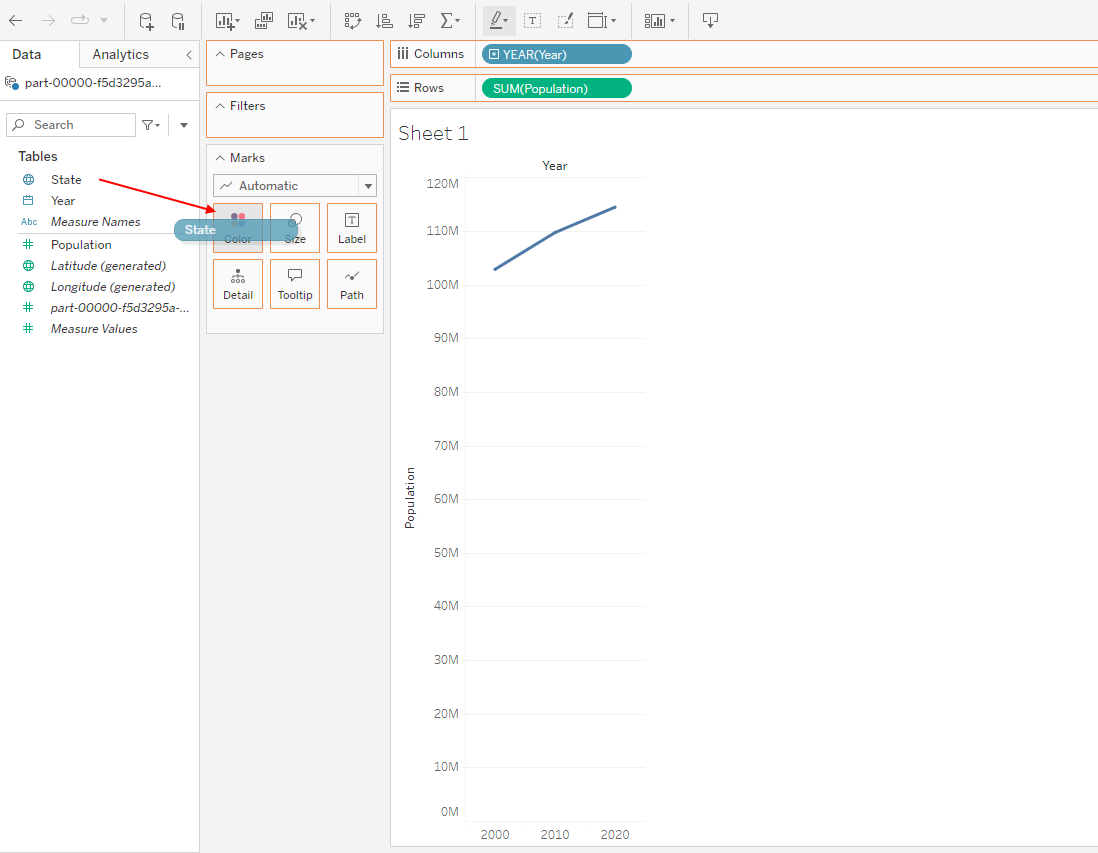 Data
Analytics
part-00000-f5d3295a...
Search
Tables
State
Year
Abc Measure Names
Population
Latitude (generated)
Longitude (generated)
part-00000-f5d3295a-...
Measure Values
Pages
Filters
Marks
Automatic
State
Color
Size
Label
Detail
Tooltip
Path
Columns
YEAR(Year)
Rows
SUM(Population)
Sheet 1
Year
120M
110M
100M
90M
80M
70M
60M
50M
40M
30M
20M
10M
0M
Population
2000 2010 2020